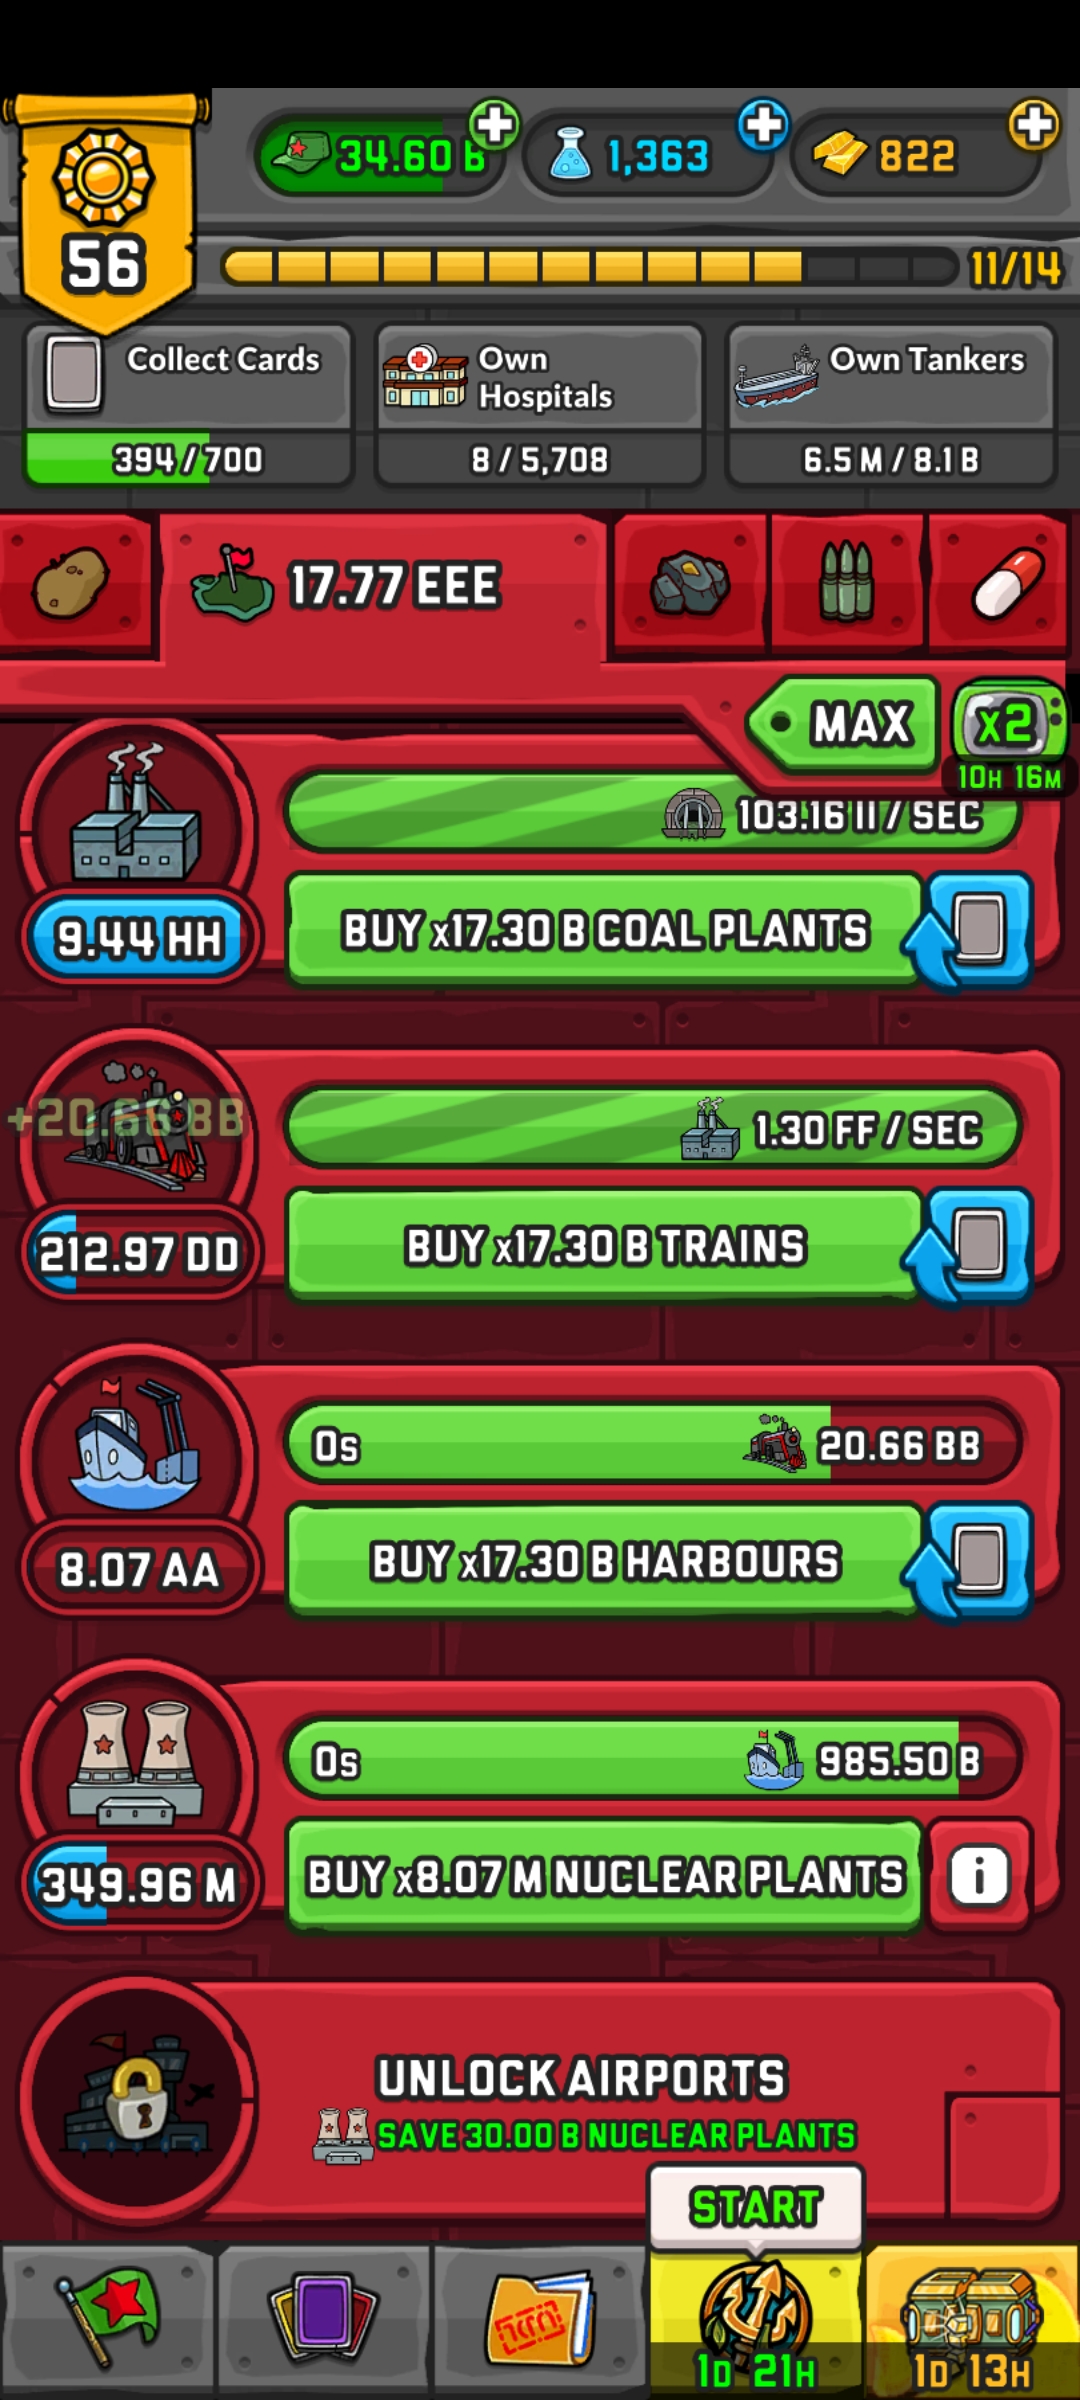 34.60 B
1,363
822
56
11/14
Collect Cards
394/700
Own
Hospitals
8/5,708
Own Tankers
6.5 M / 8.1 B
17.77 EEE
MAX
x2
10H 16M
103.16 II / SEC
9.44 HH
BUY x17.30 B COAL PLANTS
+20.66 BB
1.30 FF / SEC
212.97 DD
BUY x17.30 B TRAINS
0s
20.66 BB
8.07 AA
BUY x17.30 B HARBOURS
0s
985.50 B
349.96 M
BUY x8.07 M NUCLEAR PLANTS
i
UNLOCK AIRPORTS
SAVE 30.00 B NUCLEAR PLANTS
START
1D 21H
1D 13H